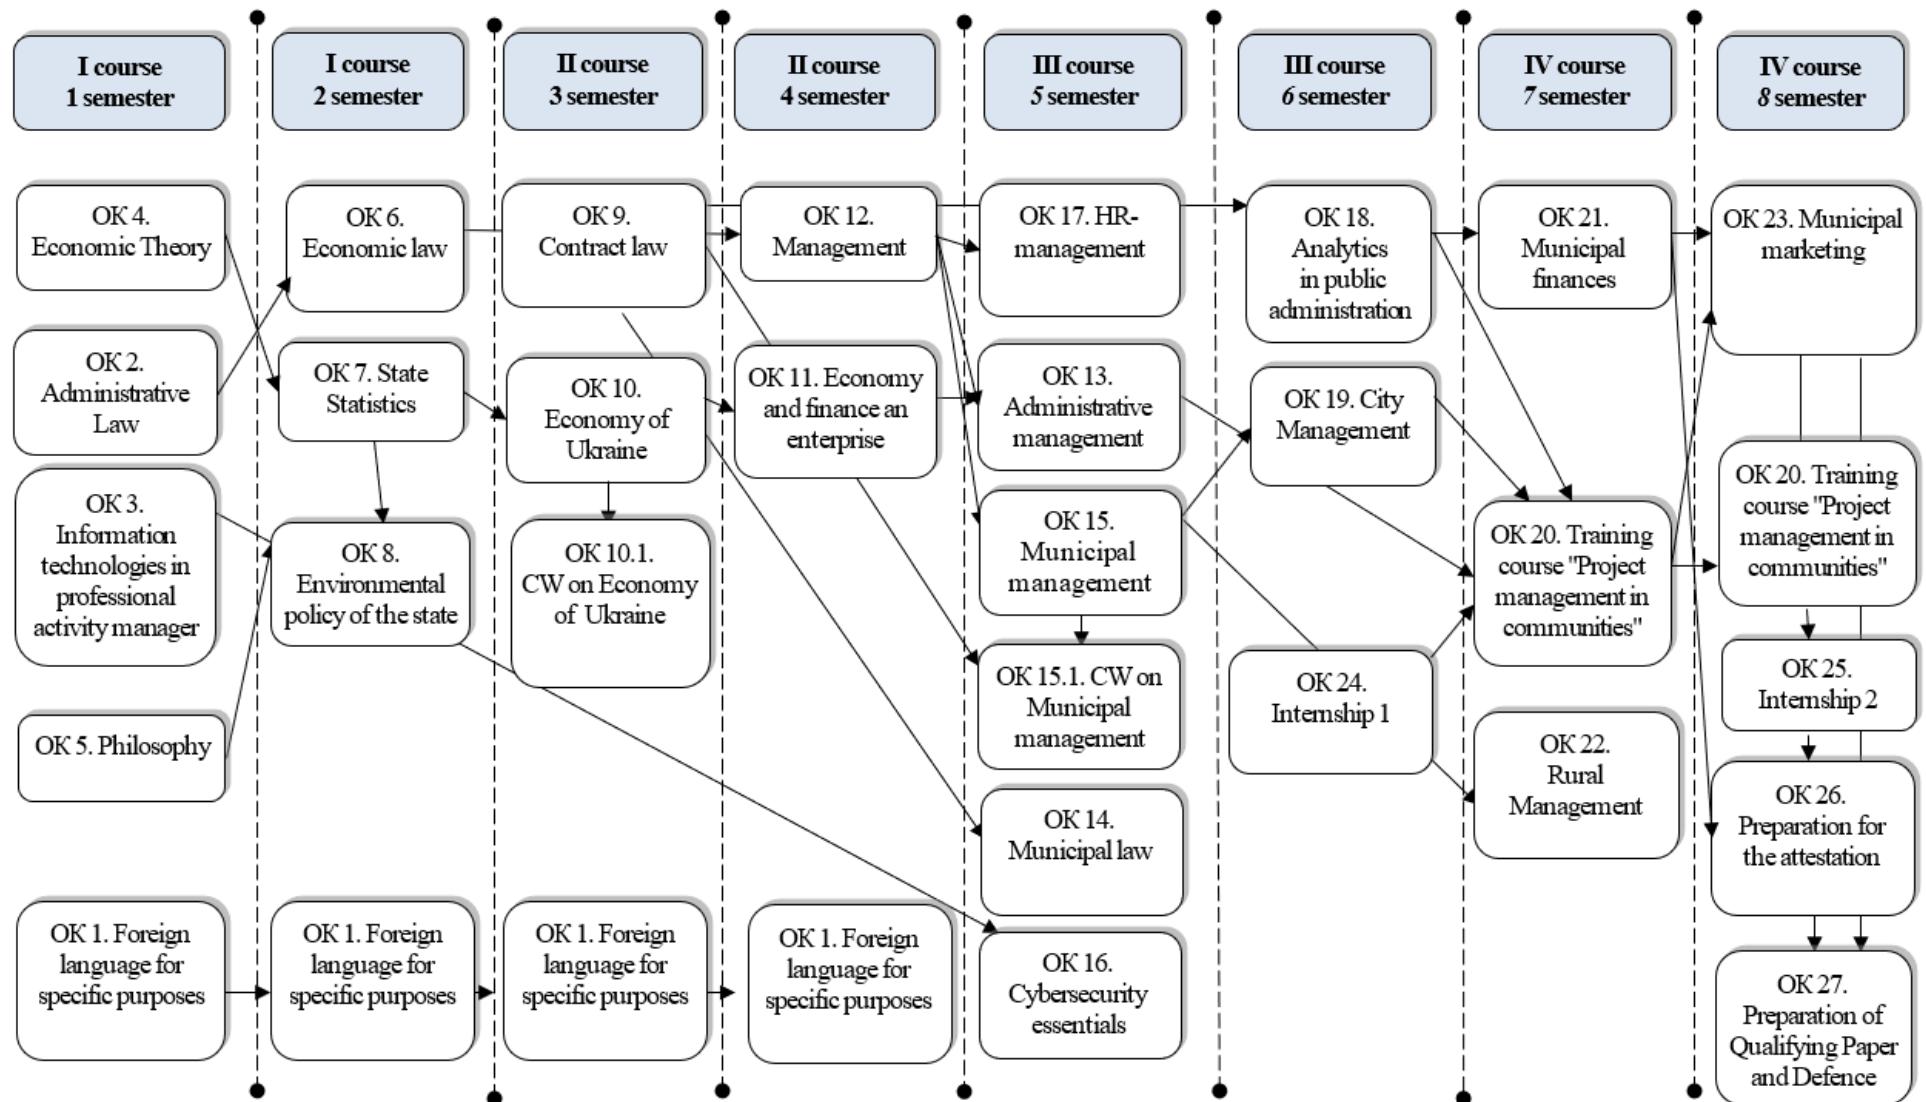 I course
1 semester
I course
2 semester
II course
3 semester
II course
4 semester
III course
5 semester
III course
6 semester
IV course
7 semester
IV course
8 semester
OK 4.
Economic Theory
OK 2.
Administrative
Law
OK 3.
Information
technologies in
professional
activity manager
OK 5. Philosophy
OK 1. Foreign
language for
specific purposes
OK 6.
Economic law
OK 7. State
Statistics
OK 8.
Environmental
policy of the state
OK 1. Foreign
language for
specific purposes
OK 9.
Contract law
OK 10.
Economy of
Ukraine
OK 10.1.
CW on Economy
of Ukraine
OK 1. Foreign
language for
specific purposes
OK 12.
Management
OK 11. Economy
and finance an
enterprise
OK 1. Foreign
language for
specific purposes
OK 17. HR-
management
OK 13.
Administrative
management
OK 15.
Municipal
management
OK 15.1. CW on
Municipal
management
OK 14.
Municipal law
OK 16.
Cybersecurity
essentials
OK 18.
Analytics
in public
administration
OK 19. City
Management
OK 24.
Internship 1
OK 21.
Municipal
finances
OK 20. Training
course "Project
management in
communities"
OK 22.
Rural
Management
OK 23. Municipal
marketing
OK 20. Training
course "Project
management in
communities"
OK 25.
Internship 2
OK 26.
Preparation for
the attestation
OK 27.
Preparation of
Qualifying Paper
and Defence